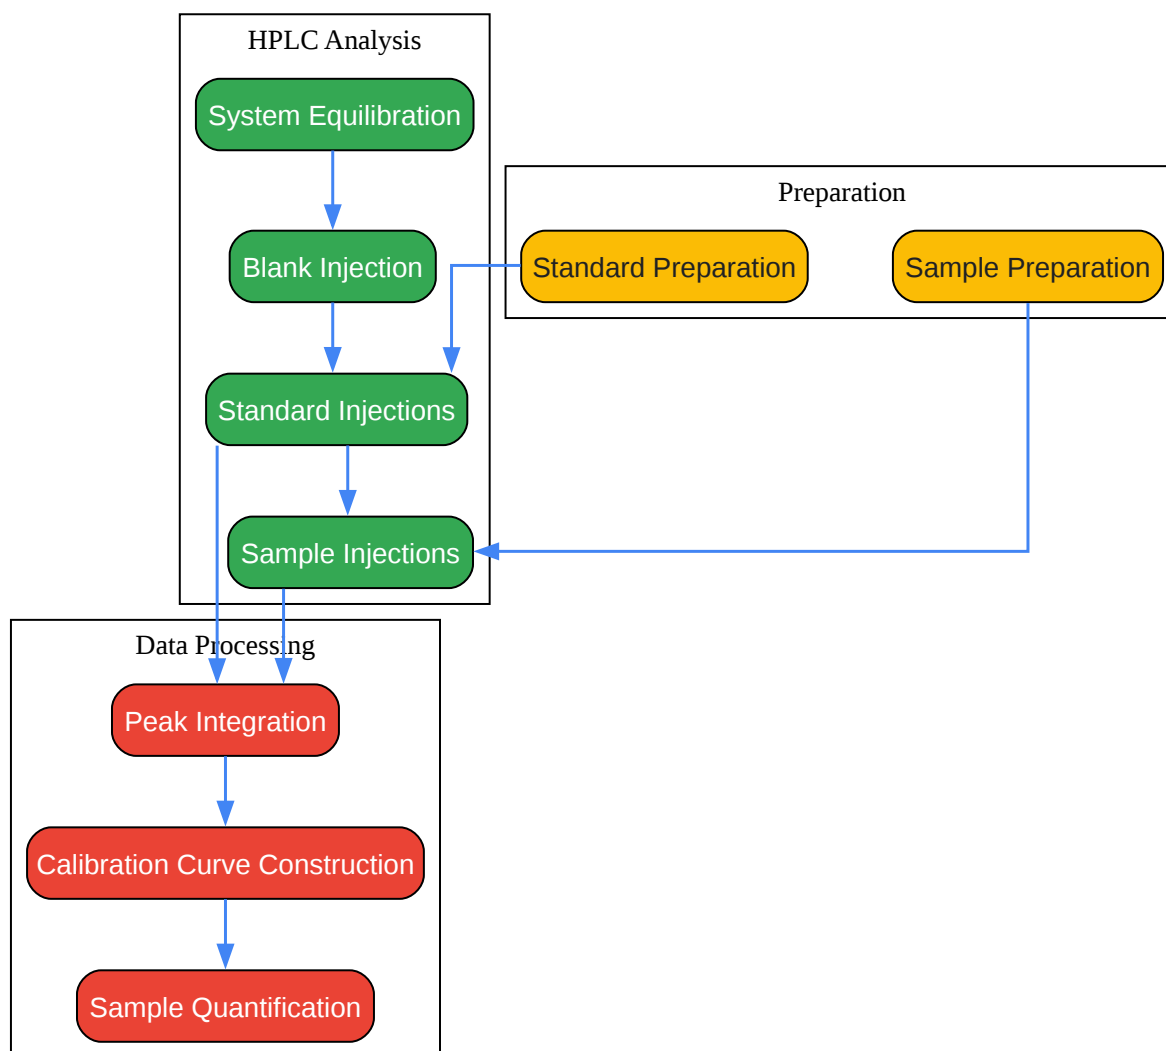 HPLC Analysis
System Equilibration
Preparation
Blank Injection
Standard Preparation
Sample Preparation
Standard Injections
Sample Injections
Data Processing
Peak Integration
Calibration Curve Construction
Sample Quantification